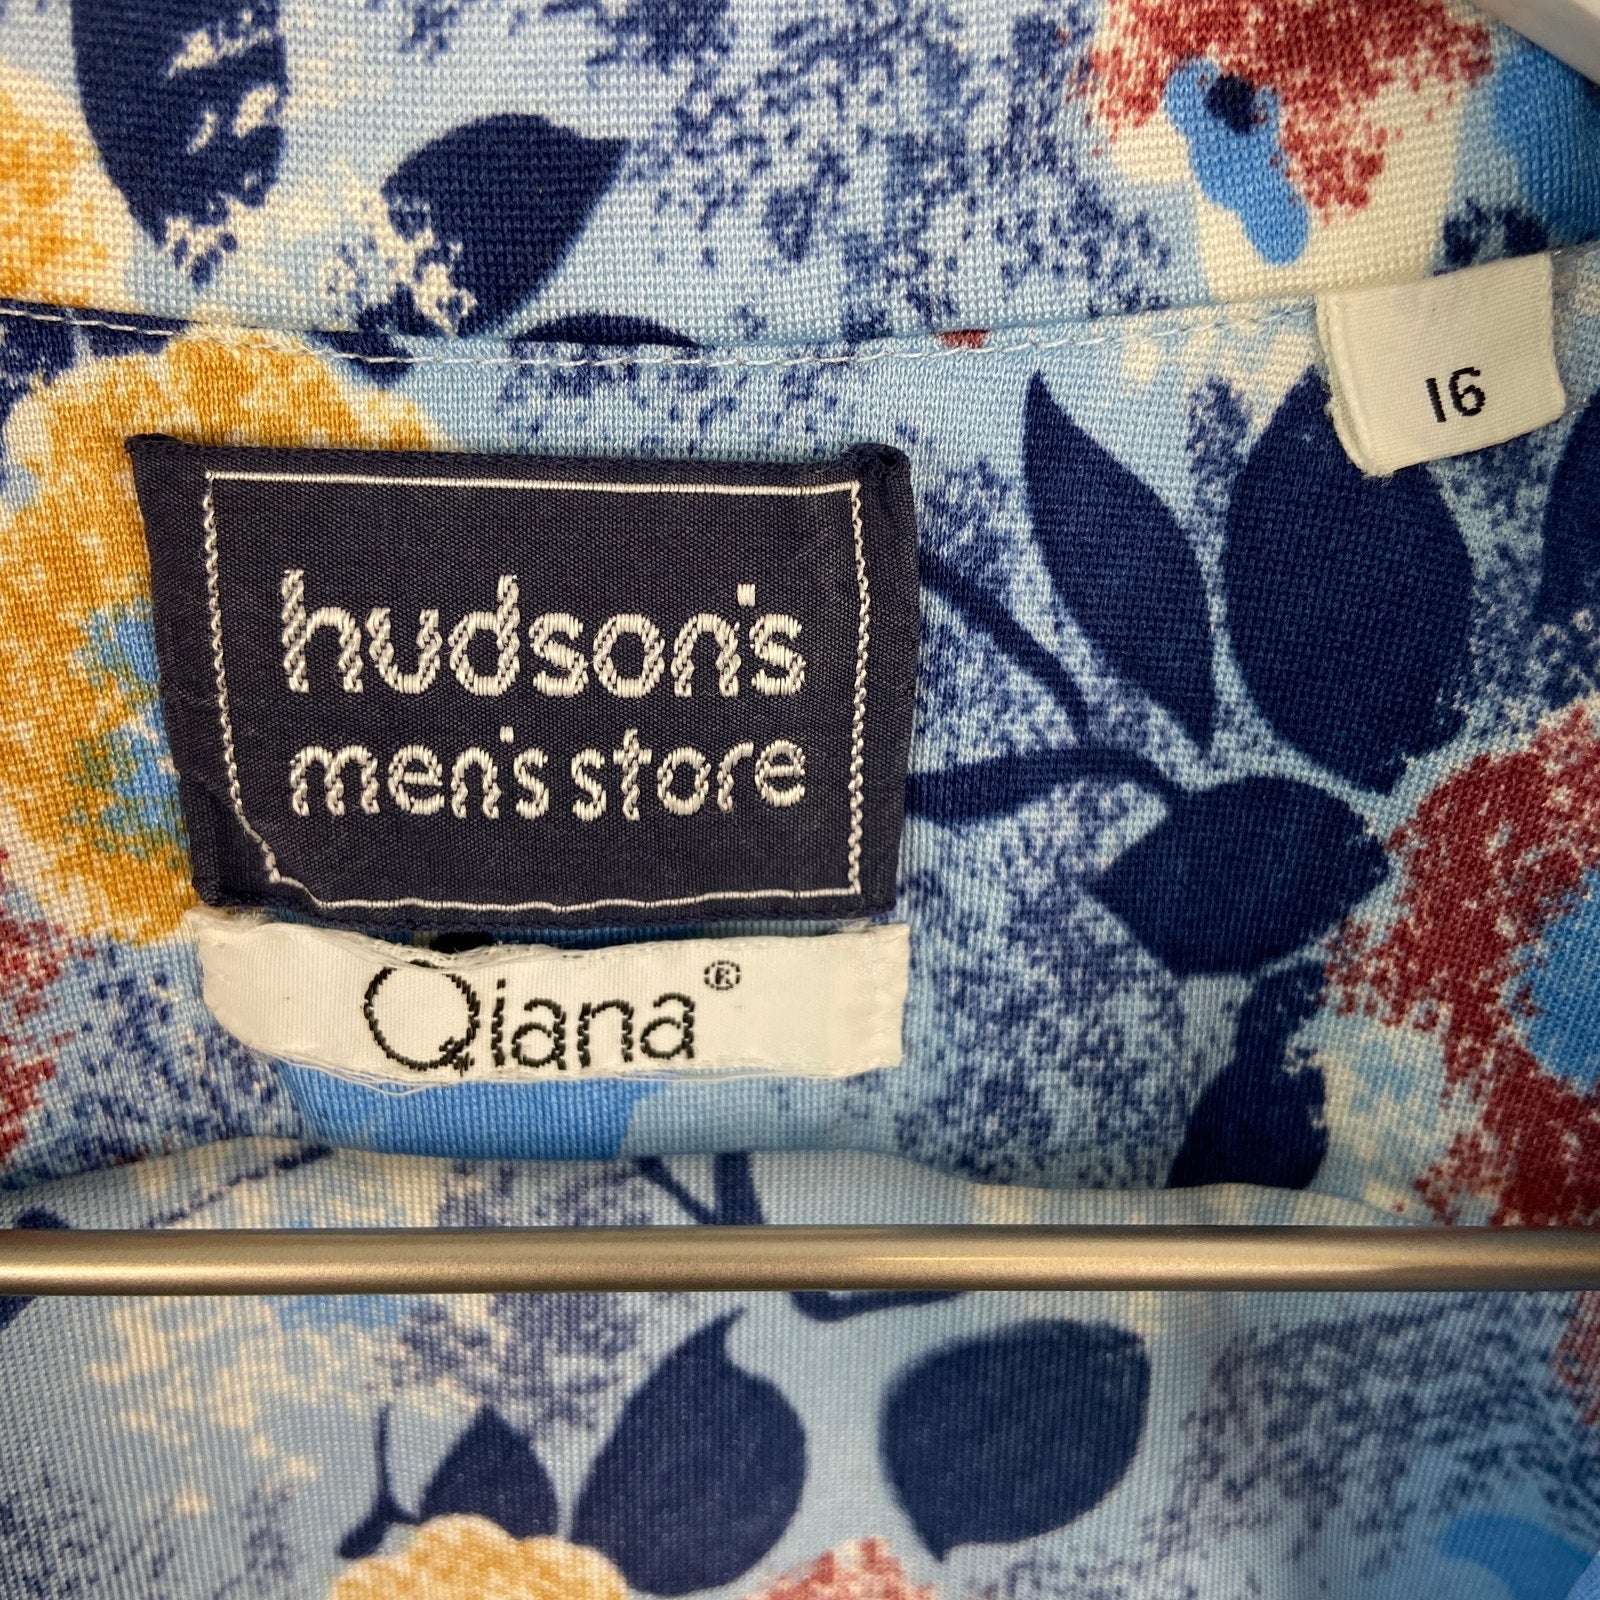 16
hudson's
men's store
Qiana®